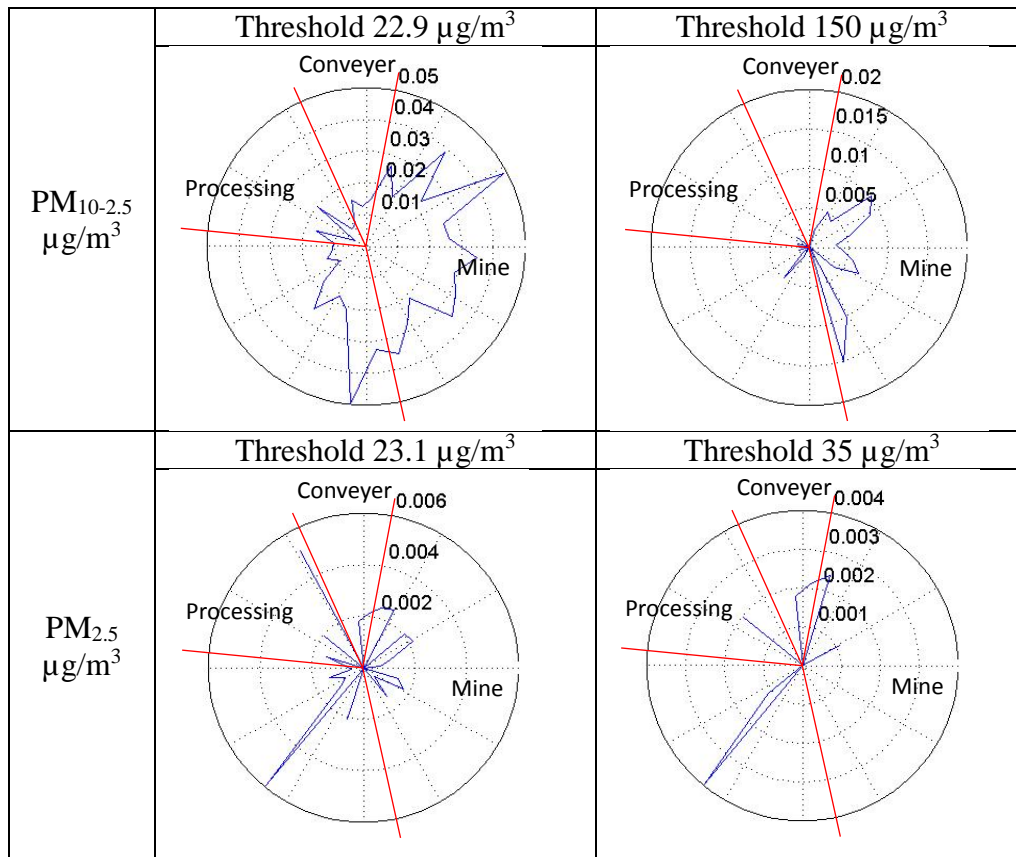 Threshold 22.9 µg/m³ Threshold 150 µg/m³
PM₁₀₋₂.₅
µg/m³
Conveyer
0.05
0.04
0.03
0.02
0.01
Processing
Mine
Conveyer
0.02
0.015
0.01
0.005
Processing
Mine
Threshold 23.1 µg/m³ Threshold 35 µg/m³
PM₂.₅
µg/m³
Conveyer
0.006
0.004
0.002
Processing
Mine
Conveyer
0.004
0.003
0.002
0.001
Processing
Mine